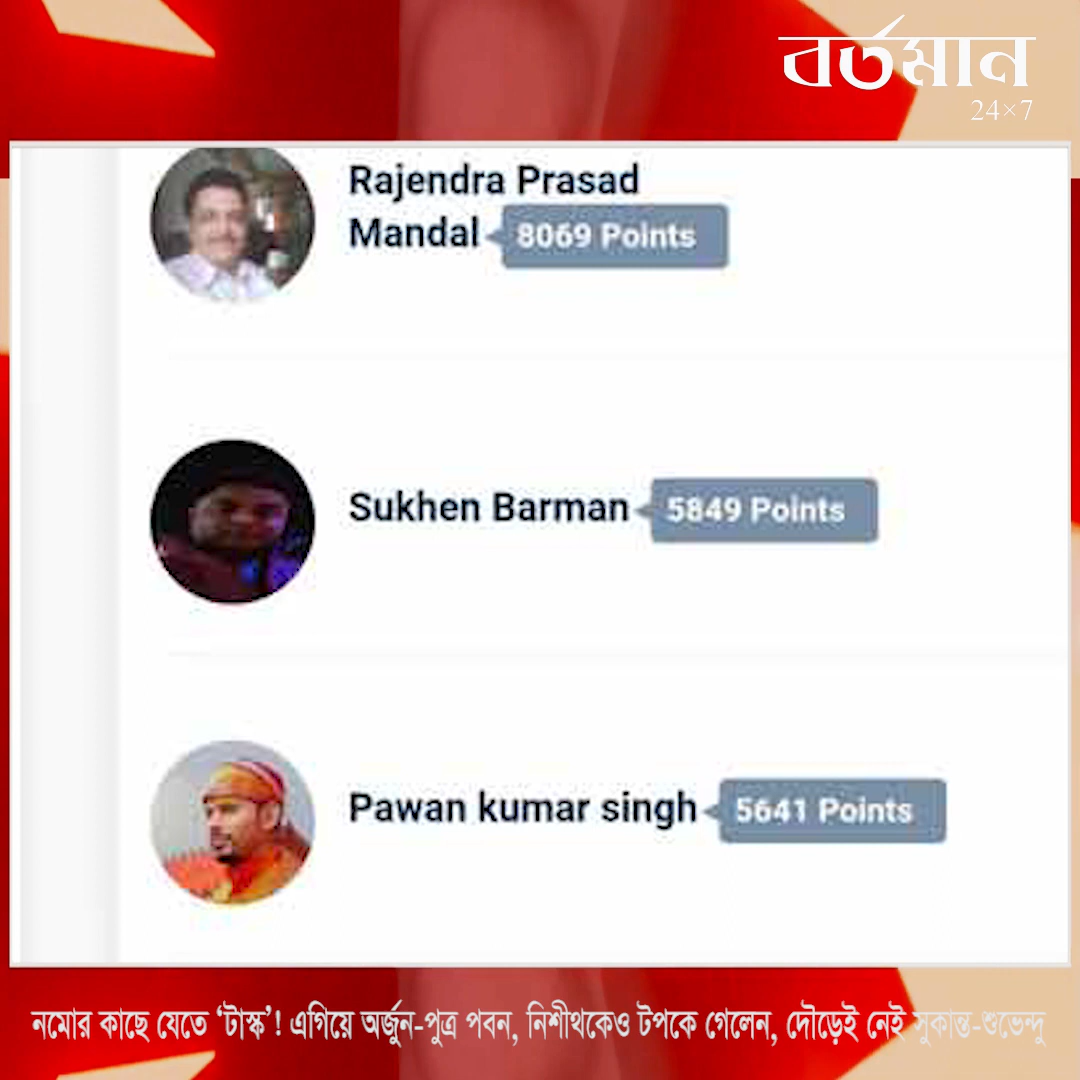 বর্তমান
24×7
Rajendra Prasad
Mandal 8069 Points
Sukhen Barman 5849 Points
Pawan kumar singh 5641 Points
নমোর কাছে যেতে ‘টাস্ক’! এগিয়ে অর্জুন-পুত্র পবন, নিশীথকেও টপকে গেলেন, দৌড়েই নেই সুকান্ত-শুভেন্দু